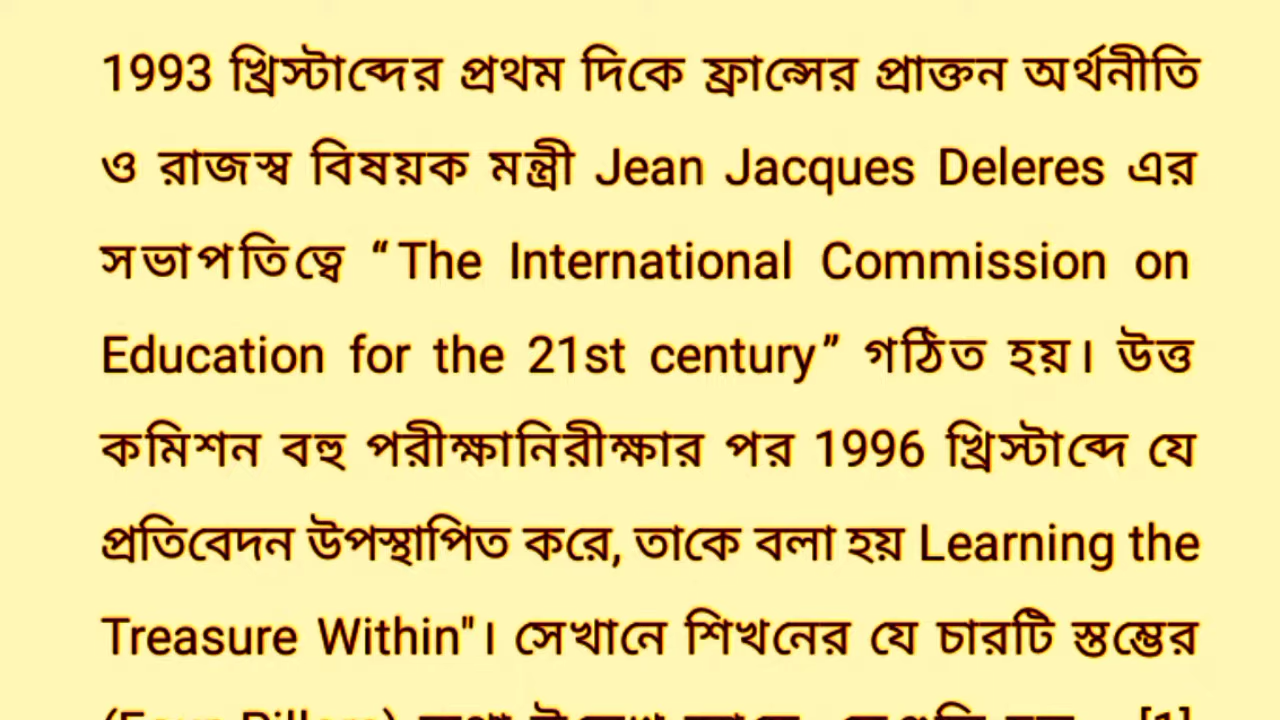 1993 খ্রিস্টাব্দের প্রথম দিকে ফ্রান্সের প্রাক্তন অর্থনীতি
ও রাজস্ব বিষয়ক মন্ত্রী Jean Jacques Deleres এর
সভাপতিত্বে “The International Commission on
Education for the 21st century” গঠিত হয়। উত্ত
কমিশন বহু পরীক্ষানিরীক্ষার পর 1996 খ্রিস্টাব্দে যে
প্রতিবেদন উপস্থাপিত করে, তাকে বলা হয় Learning the
Treasure Within"। সেখানে শিখনের যে চারটি স্তম্ভের